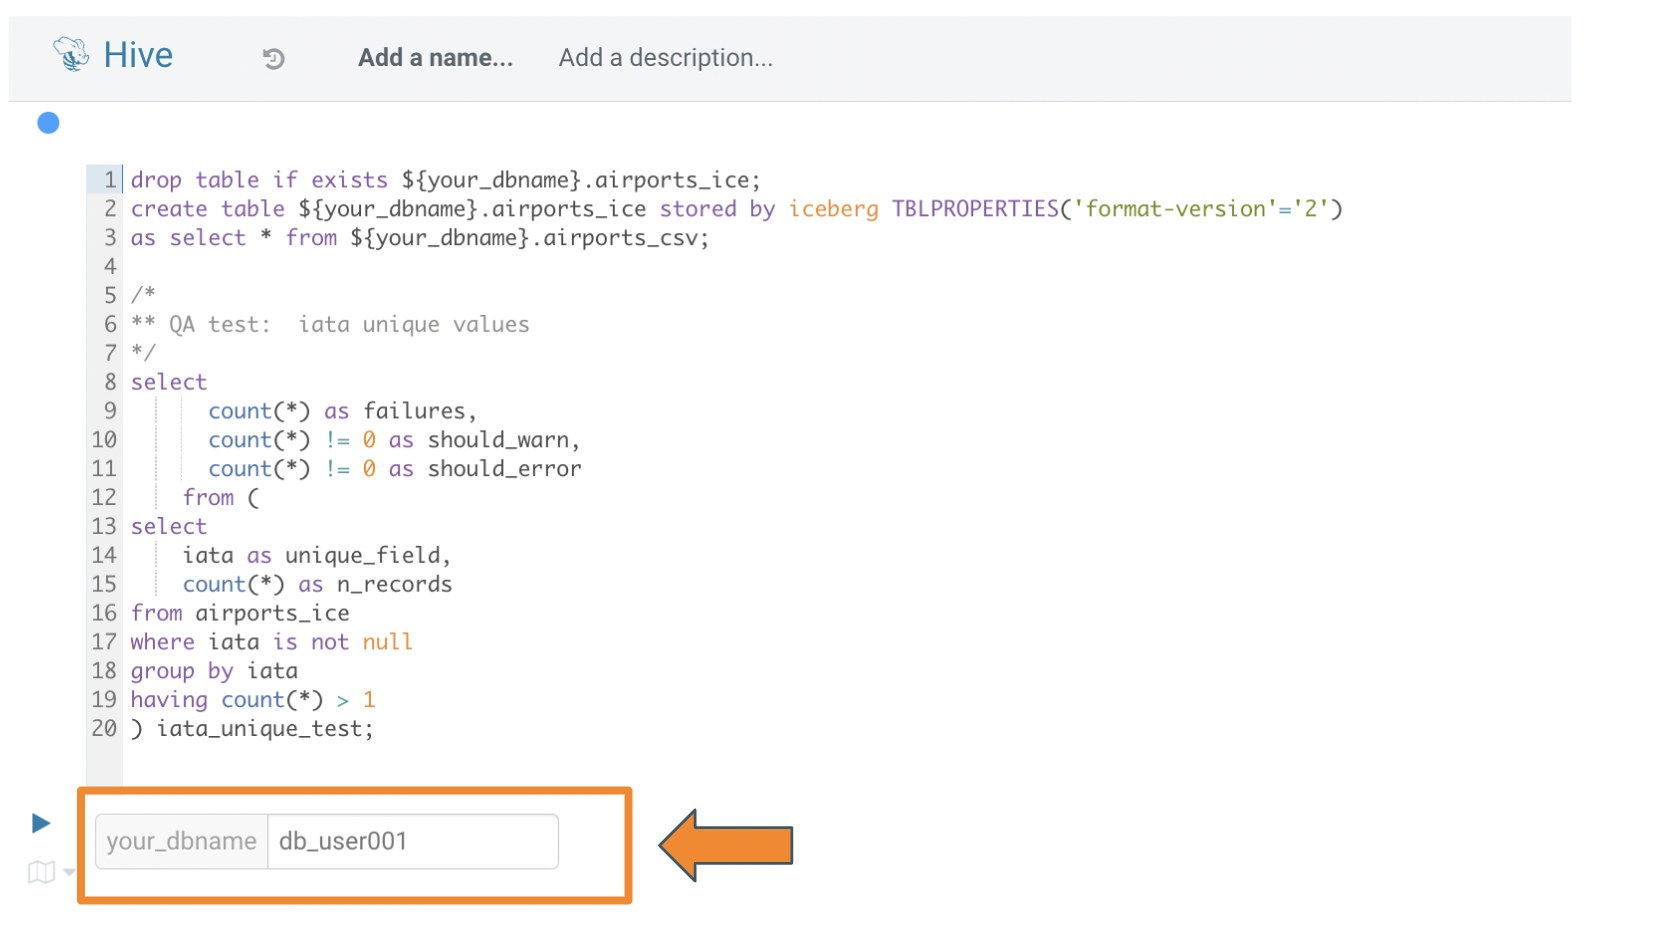 Hive Add a name... Add a description...
1 drop table if exists ${your_dbname}.airports_ice;
2 create table ${your_dbname}.airports_ice stored by iceberg TBLPROPERTIES('format-version'='2')
3 as select * from ${your_dbname}.airports_csv;
4
5 /*
6 ** QA test:  iata unique values
7 */
8 select
9       count(*) as failures,
10       count(*) != 0 as should_warn,
11       count(*) != 0 as should_error
12     from (
13 select
14     iata as unique_field,
15     count(*) as n_records
16 from airports_ice
17 where iata is not null
18 group by iata
19 having count(*) > 1
20 ) iata_unique_test;
your_dbname db_user001